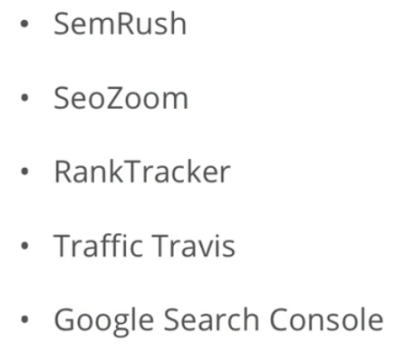 • SemRush
• SeoZoom
• RankTracker
• Traffic Travis
• Google Search Console